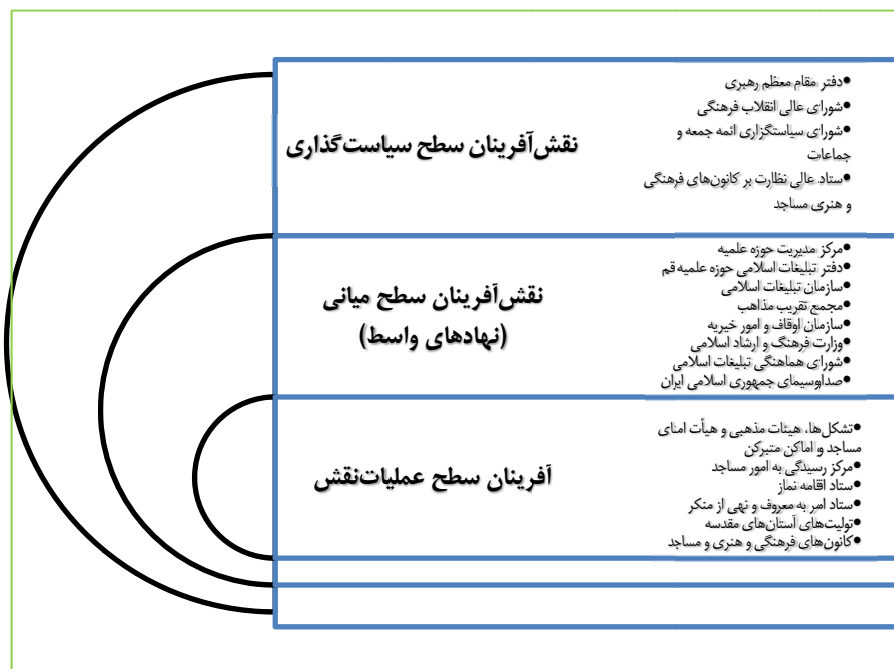 •دفتر مقام معظم رهبری
•شورای عالی انقلاب فرهنگی
•شورای سیاستگزاری ائمه جمعه و
جماعات
•ستاد عالی نظارت بر کانون‌های فرهنگی
و هنری مساجد
نقش‌آفرینان سطح سیاست‌گذاری
•مرکز مدیریت حوزه علمیه
•دفتر تبلیغات اسلامی حوزه علمیه قم
•سازمان تبلیغات اسلامی
•مجمع تقریب مذاهب
•سازمان اوقاف و امور خیریه
•وزارت فرهنگ و ارشاد اسلامی
•شورای هماهنگی تبلیغات اسلامی
•صداوسیمای جمهوری اسلامی ایران
نقش‌آفرینان سطح میانی
(نهادهای واسط)
•تشکل‌ها، هیئات مذهبی و هیأت امنای
مساجد و اماکن متبرکن
•مرکز رسیدگی به امور مساجد
•ستاد اقامه نماز
•ستاد امر به معروف و نهی از منکر
•تولیت‌های آستان‌های مقدسه
•کانون‌های فرهنگی و هنری و مساجد
آفرینان سطح عملیات‌نقش